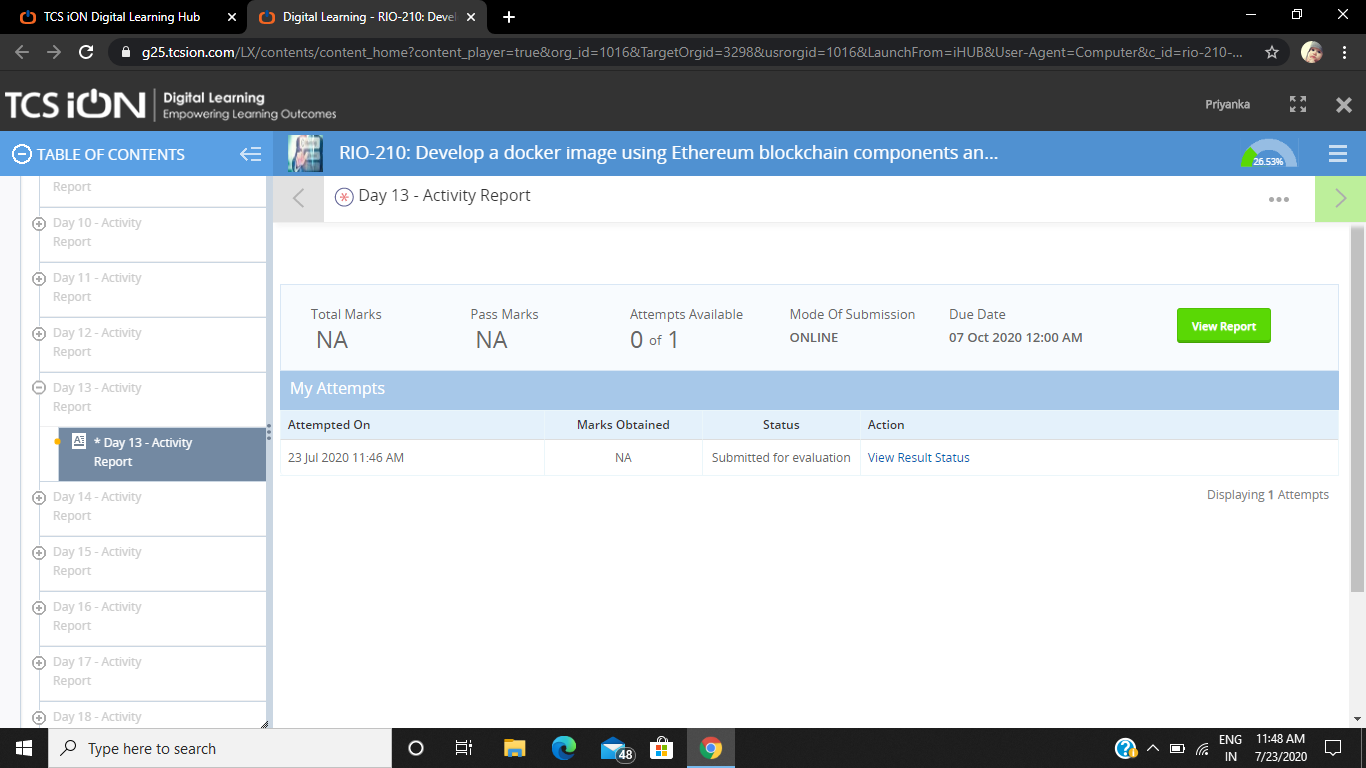 TCS iON Digital Learning Hub
Digital Learning - RIO-210: Devel
g25.tcsion.com/LX/contents/content_home?content_player=true&org_id=1016&TargetOrgid=3298&usrorgid=1016&LaunchFrom=iHUB&User-Agent=Computer&c_id=rio-210-...
TCS iON
Digital Learning
Empowering Learning Outcomes
Priyanka
TABLE OF CONTENTS
RIO-210: Develop a docker image using Ethereum blockchain components an...
26.53%
Report
Day 10 - Activity
Report
Day 11 - Activity
Report
Day 12 - Activity
Report
Day 13 - Activity
Report
* Day 13 - Activity
Report
Day 14 - Activity
Report
Day 15 - Activity
Report
Day 16 - Activity
Report
Day 17 - Activity
Report
Day 18 - Activity
Day 13 - Activity Report
Total Marks
NA
Pass Marks
NA
Attempts Available
0 of 1
Mode Of Submission
ONLINE
Due Date
07 Oct 2020 12:00 AM
View Report
My Attempts
Attempted On Marks Obtained Status Action
23 Jul 2020 11:46 AM NA Submitted for evaluation View Result Status
Displaying 1 Attempts
Type here to search
48
ENG
IN
11:48 AM
7/23/2020